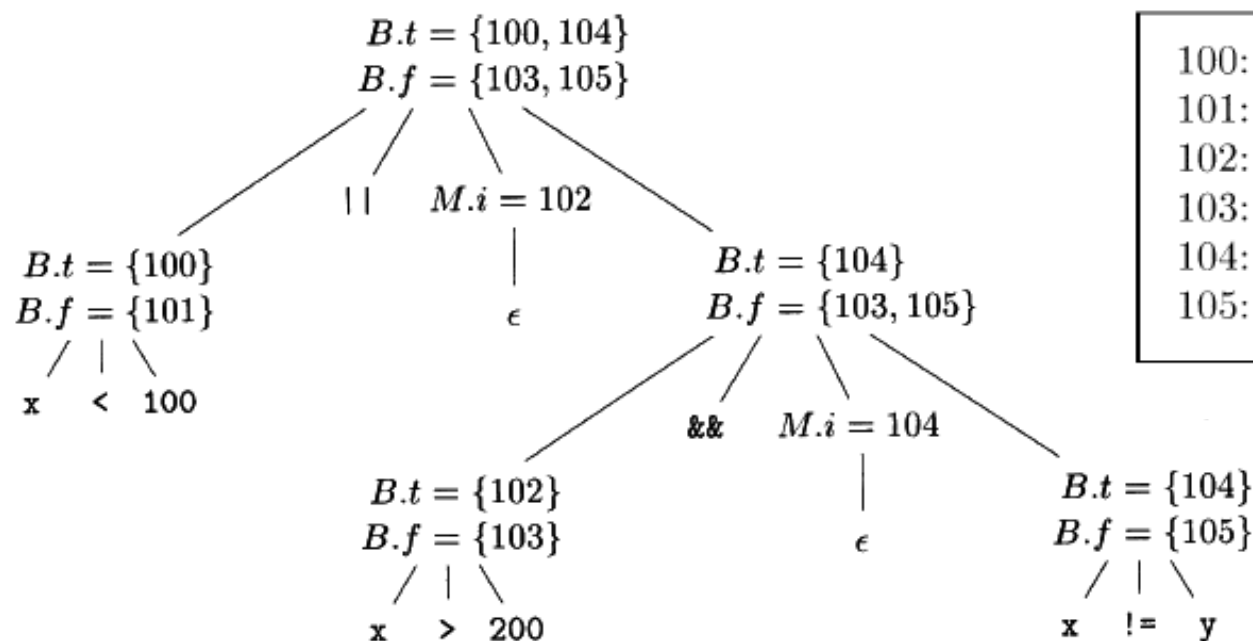 B.t = {100, 104}
B.f = {103, 105}
|| M.i = 102
B.t = {100}
B.f = {101}
ϵ
B.t = {104}
B.f = {103, 105}
x < 100
&& M.i = 104
B.t = {102}
B.f = {103}
ϵ
B.t = {104}
B.f = {105}
x > 200
x != y
100:
101:
102:
103:
104:
105: